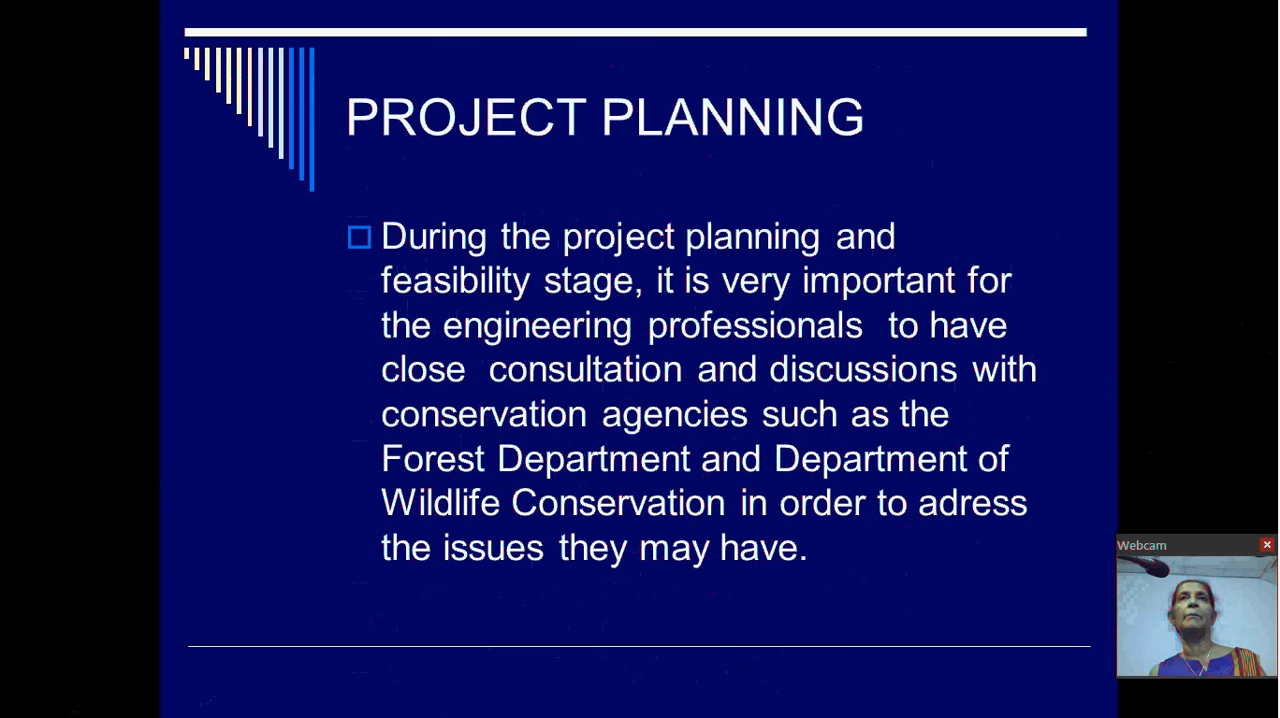 PROJECT PLANNING
During the project planning and
feasibility stage, it is very important for
the engineering professionals to have
close consultation and discussions with
conservation agencies such as the
Forest Department and Department of
Wildlife Conservation in order to adress
the issues they may have.
Webcam